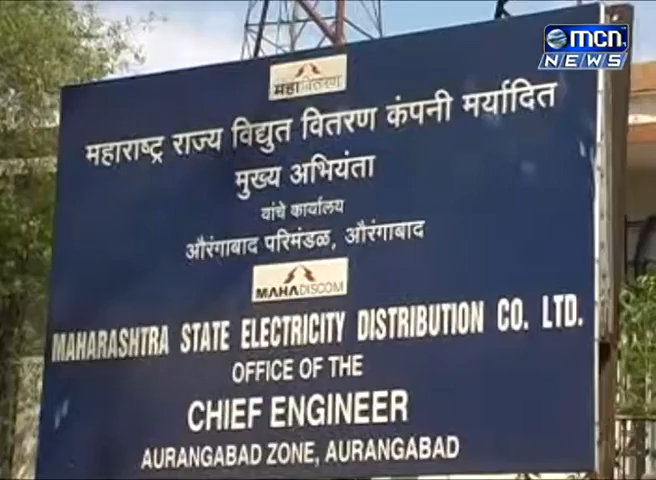 mcn
NEWS
महावितरण
महाराष्ट्र राज्य विद्युत वितरण कंपनी मर्यादित
मुख्य अभियंता
यांचे कार्यालय
औरंगाबाद परिमंडळ, औरंगाबाद
MAHADISCOM
MAHARASHTRA STATE ELECTRICITY DISTRIBUTION CO. LTD.
OFFICE OF THE
CHIEF ENGINEER
AURANGABAD ZONE, AURANGABAD